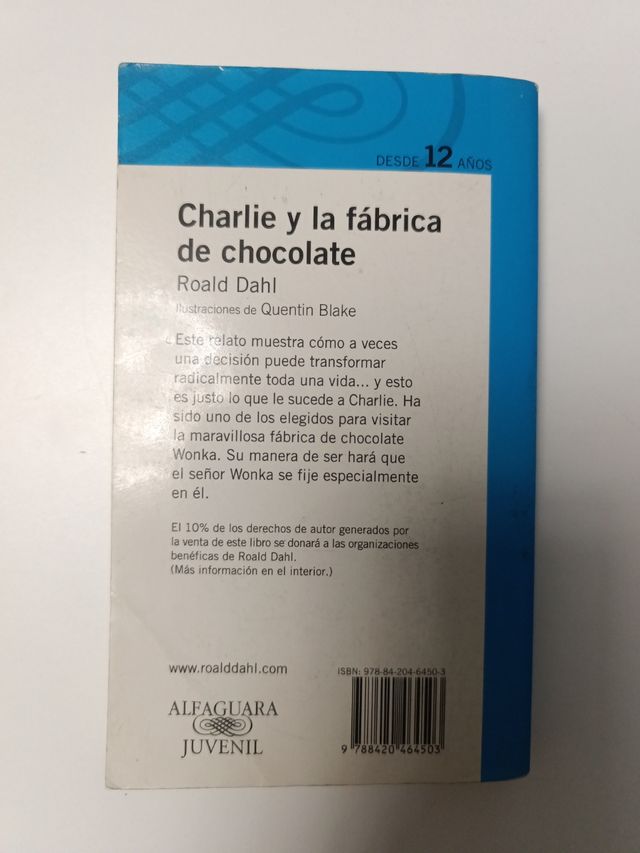 DESDE 12 AÑOS
Charlie y la fábrica
de chocolate
Roald Dahl
Ilustraciones de Quentin Blake
Este relato muestra cómo a veces
una decisión puede transformar
radicalmente toda una vida... y esto
es justo lo que le sucede a Charlie. Ha
sido uno de los elegidos para visitar
la maravillosa fábrica de chocolate
Wonka. Su manera de ser hará que
el señor Wonka se fije especialmente
en él.
El 10% de los derechos de autor generados por
la venta de este libro se donará a las organizaciones
benéficas de Roald Dahl.
(Más información en el interior.)
www.roalddahl.com
ISBN: 978-84-204-6450-3
ALFAGUARA
JUVENIL
9 788420 464503